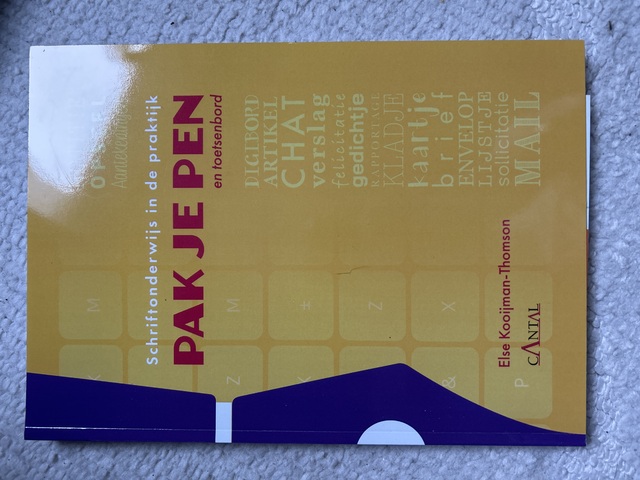 Schriftonderwijs in de praktijk
PAK JE PEN
en toetsenbord
DIGIBORD
ARTIKEL
CHAT
verslag
felicitatie
gedichtje
RAPPORTAGE
KLADJE
kaartje
brief
ENVELOP
LIJSTJE
sollicitatie
MAIL
M
M
±
Z
X
Z
&
P
Else Kooijman-Thomson
CANTAL